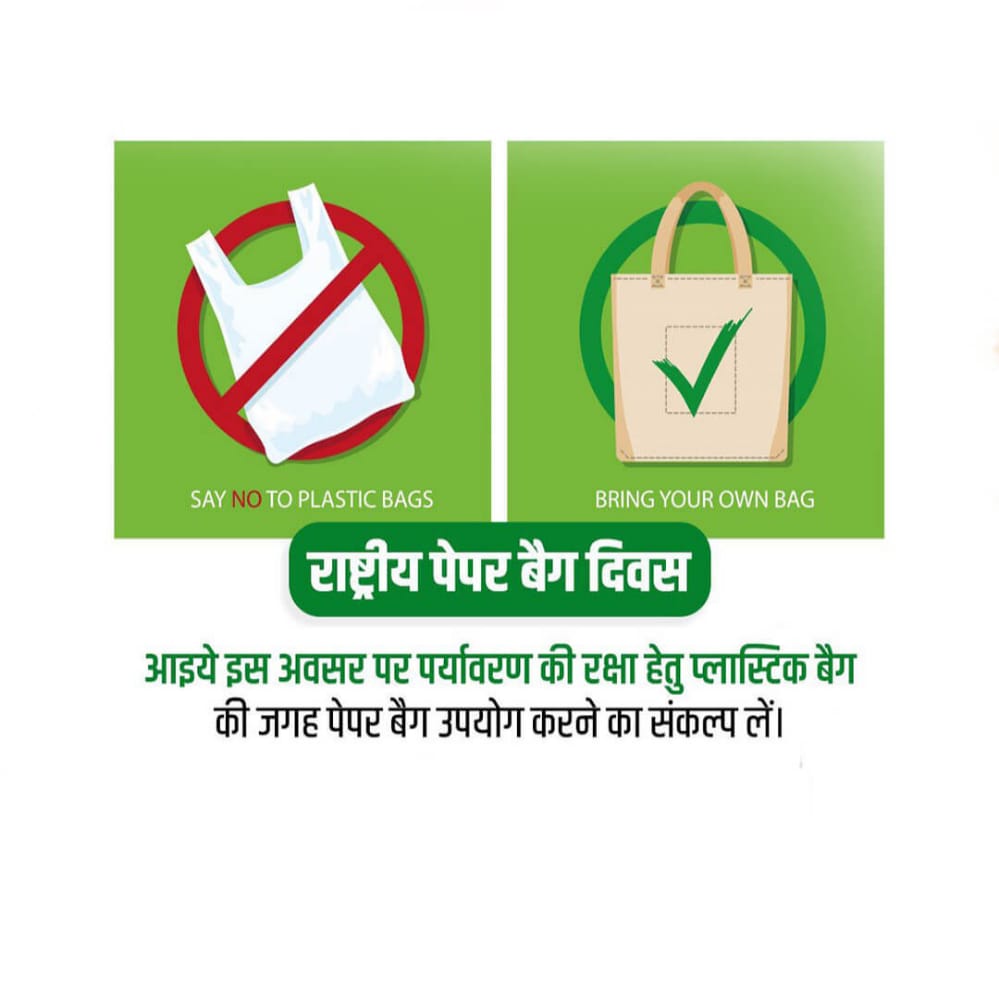 SAY NO TO PLASTIC BAGS
BRING YOUR OWN BAG
राष्ट्रीय पेपर बैग दिवस
आइये इस अवसर पर पर्यावरण की रक्षा हेतु प्लास्टिक बैग
की जगह पेपर बैग उपयोग करने का संकल्प लें।